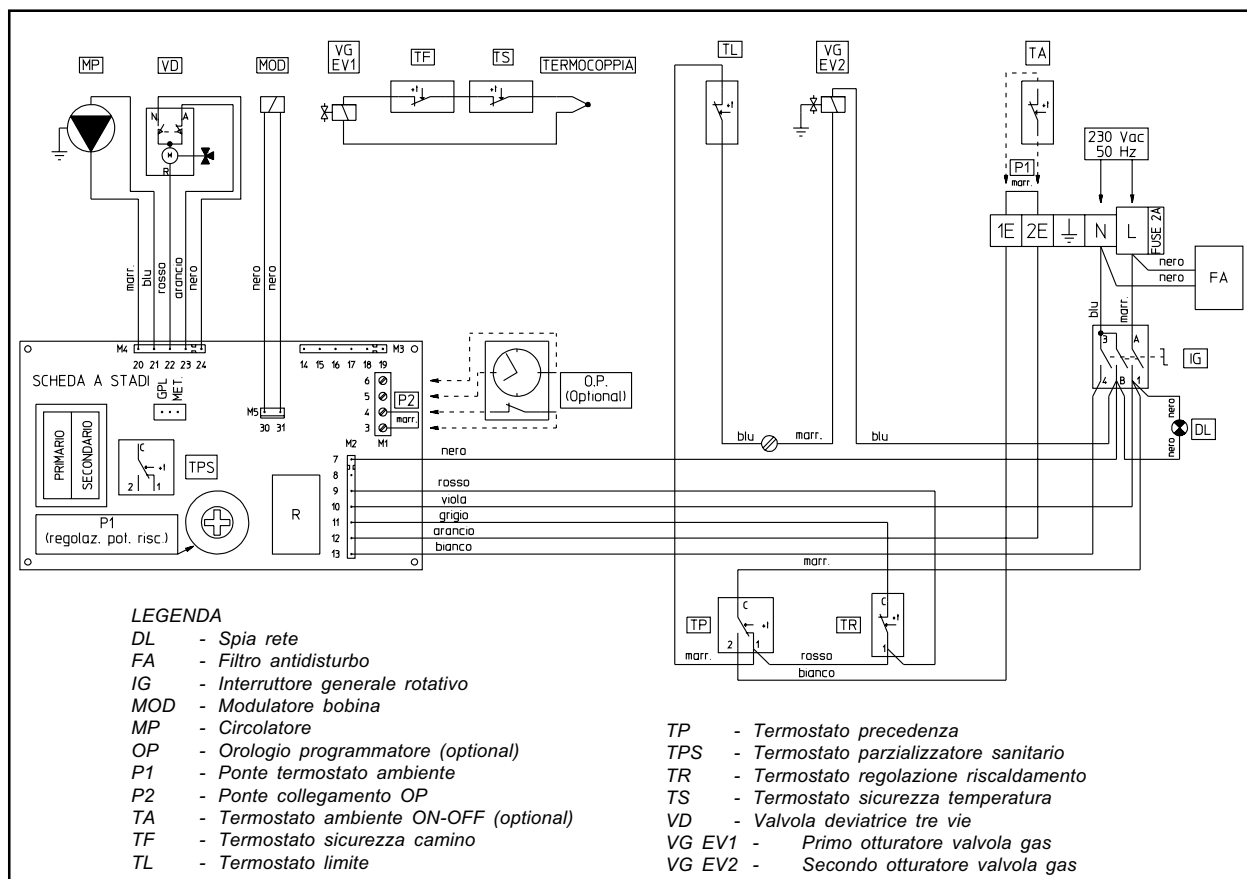 MP
VD
MOD
VG
EV1
TF
TS
TERMOCOPPIA
TL
VG
EV2
TA
N
A
M
R
+t
+t
+t
+t
230 Vac
50 Hz
P1
marr.
1E
2E
N
L
FUSE 2A
nero
nero
FA
marr.
blu
rosso
arancio
nero
nero
nero
blu
marr.
3
A
IG
4
B
1
M4
20
21
22
23
24
M3
14
15
16
17
18
19
SCHEDA A STADI
GPL
MET.
M5
30
31
6
5
4
3
P2
marr.
M1
O.P.
(Optional)
nero
nero
DL
blu
marr.
blu
PRIMARIO
SECONDARIO
C
+t
2
1
TPS
P1
(regolaz. pot. risc.)
R
M2
7
8
9
10
11
12
13
nero
rosso
viola
grigio
arancio
bianco
marr.
TP
C
+t
2
1
TR
C
+t
1
marr.
rosso
bianco
LEGENDA
DL - Spia rete
FA - Filtro antidisturbo
IG - Interruttore generale rotativo
MOD - Modulatore bobina
MP - Circolatore
OP - Orologio programmatore (optional)
P1 - Ponte termostato ambiente
P2 - Ponte collegamento OP
TA - Termostato ambiente ON-OFF (optional)
TF - Termostato sicurezza camino
TL - Termostato limite
TP - Termostato precedenza
TPS - Termostato parzializzatore sanitario
TR - Termostato regolazione riscaldamento
TS - Termostato sicurezza temperatura
VD - Valvola deviatrice tre vie
VG EV1 - Primo otturatore valvola gas
VG EV2 - Secondo otturatore valvola gas